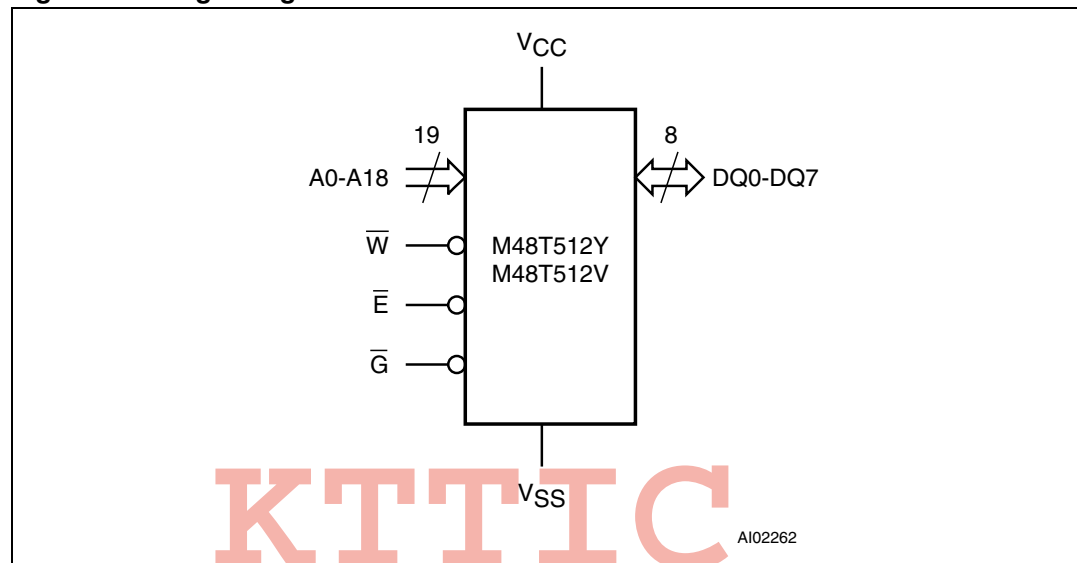 VCC
19
8
A0-A18
DQ0-DQ7
W
M48T512Y
M48T512V
E
G
VSS
KTTIC
AI02262